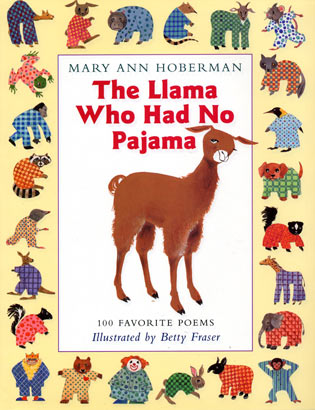 MARY ANN HOBERMAN
The Llama
Who Had No
Pajama
100 FAVORITE POEMS
Illustrated by Betty Fraser